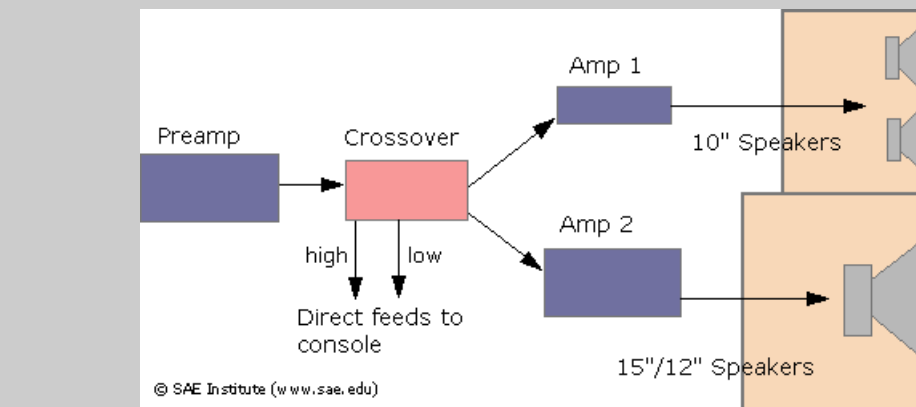 Amp 1
Preamp
Crossover
10" Speakers
Amp 2
high
low
Direct feeds to
console
15"/12" Speakers
© SAE Institute (www.sae.edu)